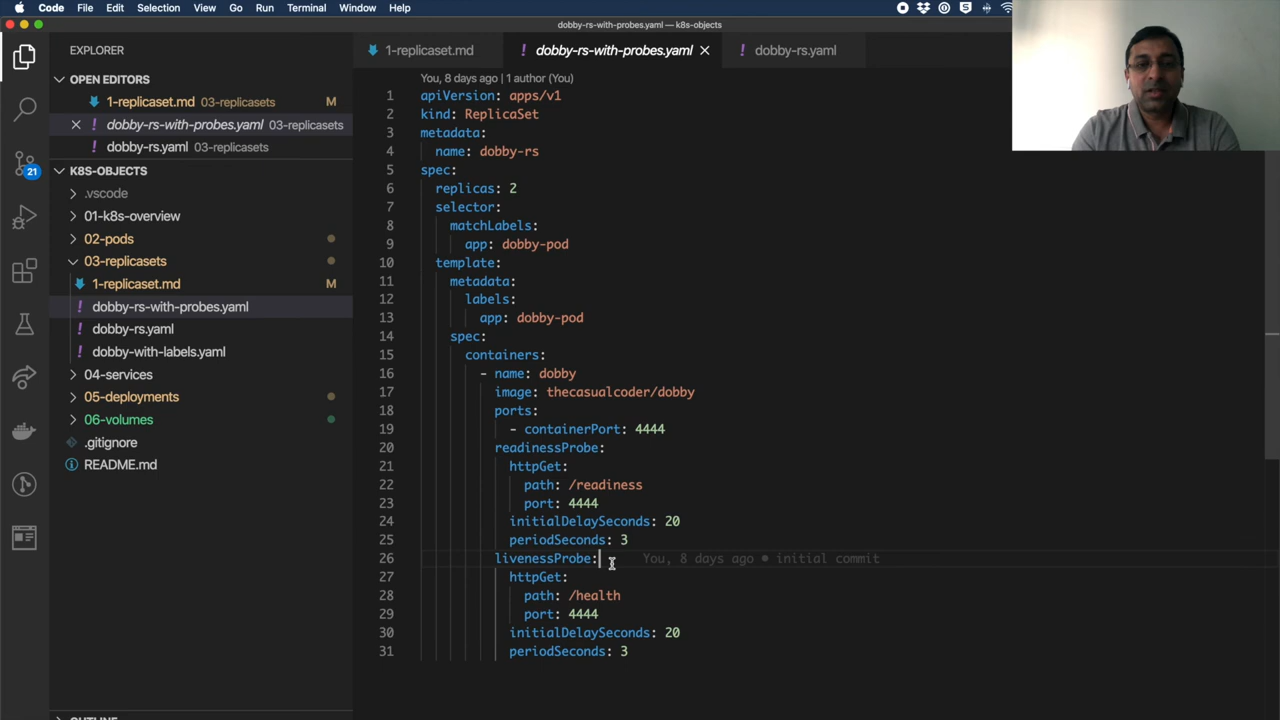 Code File Edit Selection View Go Run Terminal Window Help
dobby-rs-with-probes.yaml — k8s-objects
EXPLORER
OPEN EDITORS
1-replicaset.md 03-replicasets M
dobby-rs-with-probes.yaml 03-replicasets
dobby-rs.yaml 03-replicasets
K8S-OBJECTS
.vscode
01-k8s-overview
02-pods
03-replicasets
1-replicaset.md M
dobby-rs-with-probes.yaml
dobby-rs.yaml
dobby-with-labels.yaml
04-services
05-deployments
06-volumes
.gitignore
README.md
21
1-replicaset.md dobby-rs-with-probes.yaml dobby-rs.yaml
You, 8 days ago | 1 author (You)
1 apiVersion: apps/v1
2 kind: ReplicaSet
3 metadata:
4 name: dobby-rs
5 spec:
6 replicas: 2
7 selector:
8 matchLabels:
9 app: dobby-pod
10 template:
11 metadata:
12 labels:
13 app: dobby-pod
14 spec:
15 containers:
16 - name: dobby
17 image: thecasualcoder/dobby
18 ports:
19 - containerPort: 4444
20 readinessProbe:
21 httpGet:
22 path: /readiness
23 port: 4444
24 initialDelaySeconds: 20
25 periodSeconds: 3
26 livenessProbe: You, 8 days ago • initial commit
27 httpGet:
28 path: /health
29 port: 4444
30 initialDelaySeconds: 20
31 periodSeconds: 3
OUTLINE